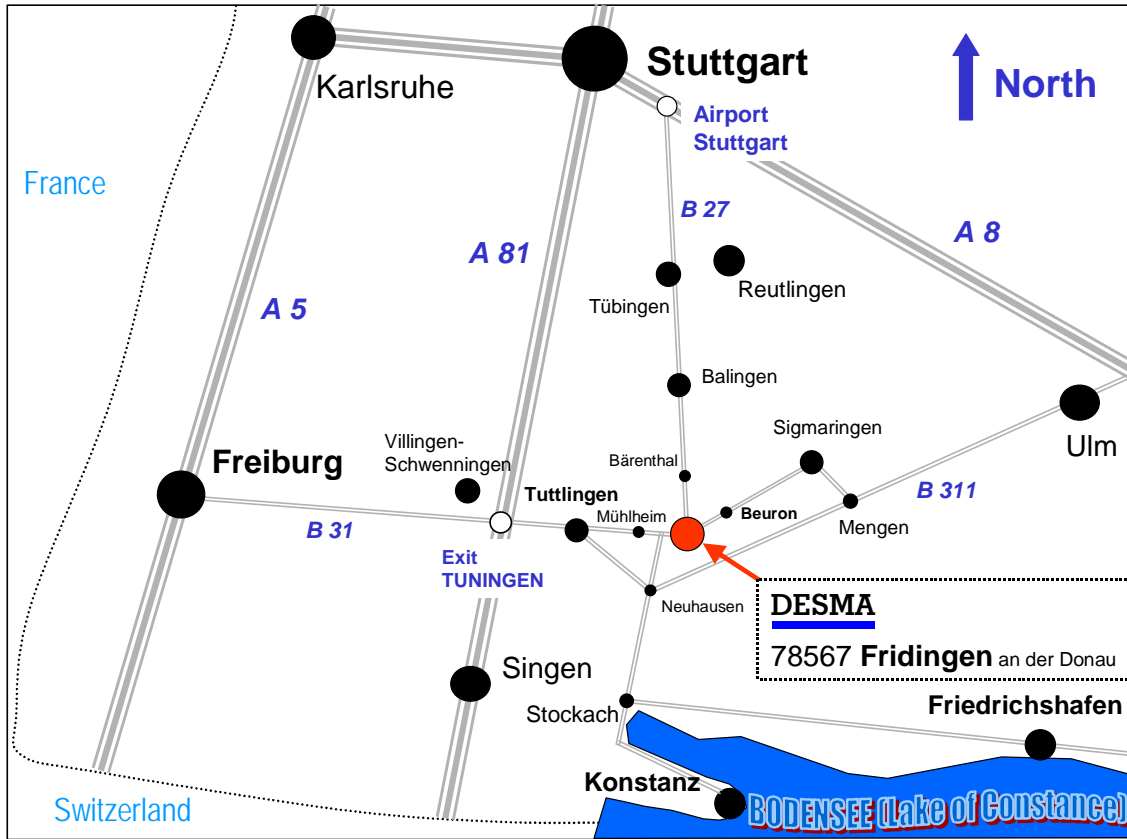 Stuttgart
Karlsruhe
North
Airport
Stuttgart
France
B 27
A 81
A 8
A 5
Reutlingen
Tübingen
Balingen
Villingen-
Schwenningen
Sigmaringen
Ulm
Freiburg
Bärenthal
Tuttlingen
B 311
Mühlheim
Beuron
Mengen
B 31
Exit
TUNINGEN
Neuhausen
DESMA
78567 Fridingen an der Donau
Singen
Stockach
Friedrichshafen
Konstanz
Switzerland
BODENSEE (Lake of Constance)